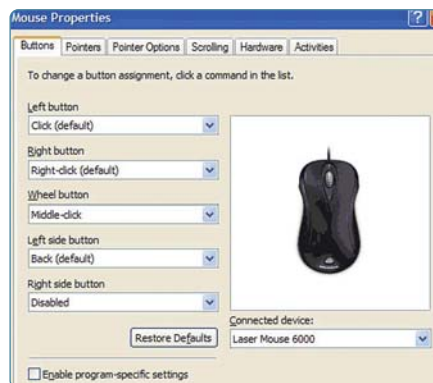 Mouse Properties
Buttons Pointers Pointer Options Scrolling Hardware Activities
To change a button assignment, click a command in the list.
Left button
Click (default)
Right button
Right-click (default)
Wheel button
Middle-click
Left side button
Back (default)
Right side button
Disabled
Restore Defaults
Connected device:
Laser Mouse 6000
Enable program-specific settings